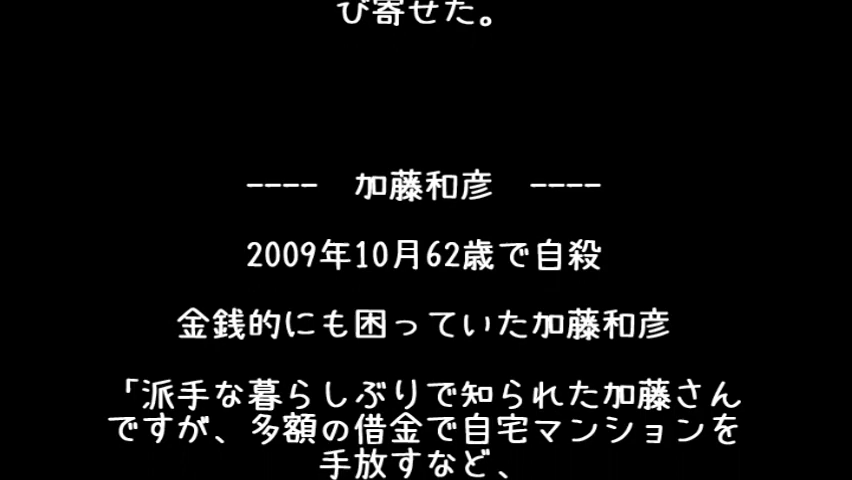 び寄せた。
---- 加藤和彦 ----
2009年10月62歳で自殺
金銭的にも困っていた加藤和彦
「派手な暮らしぶりで知られた加藤さん
ですが、多額の借金で自宅マンションを
手放すなど、